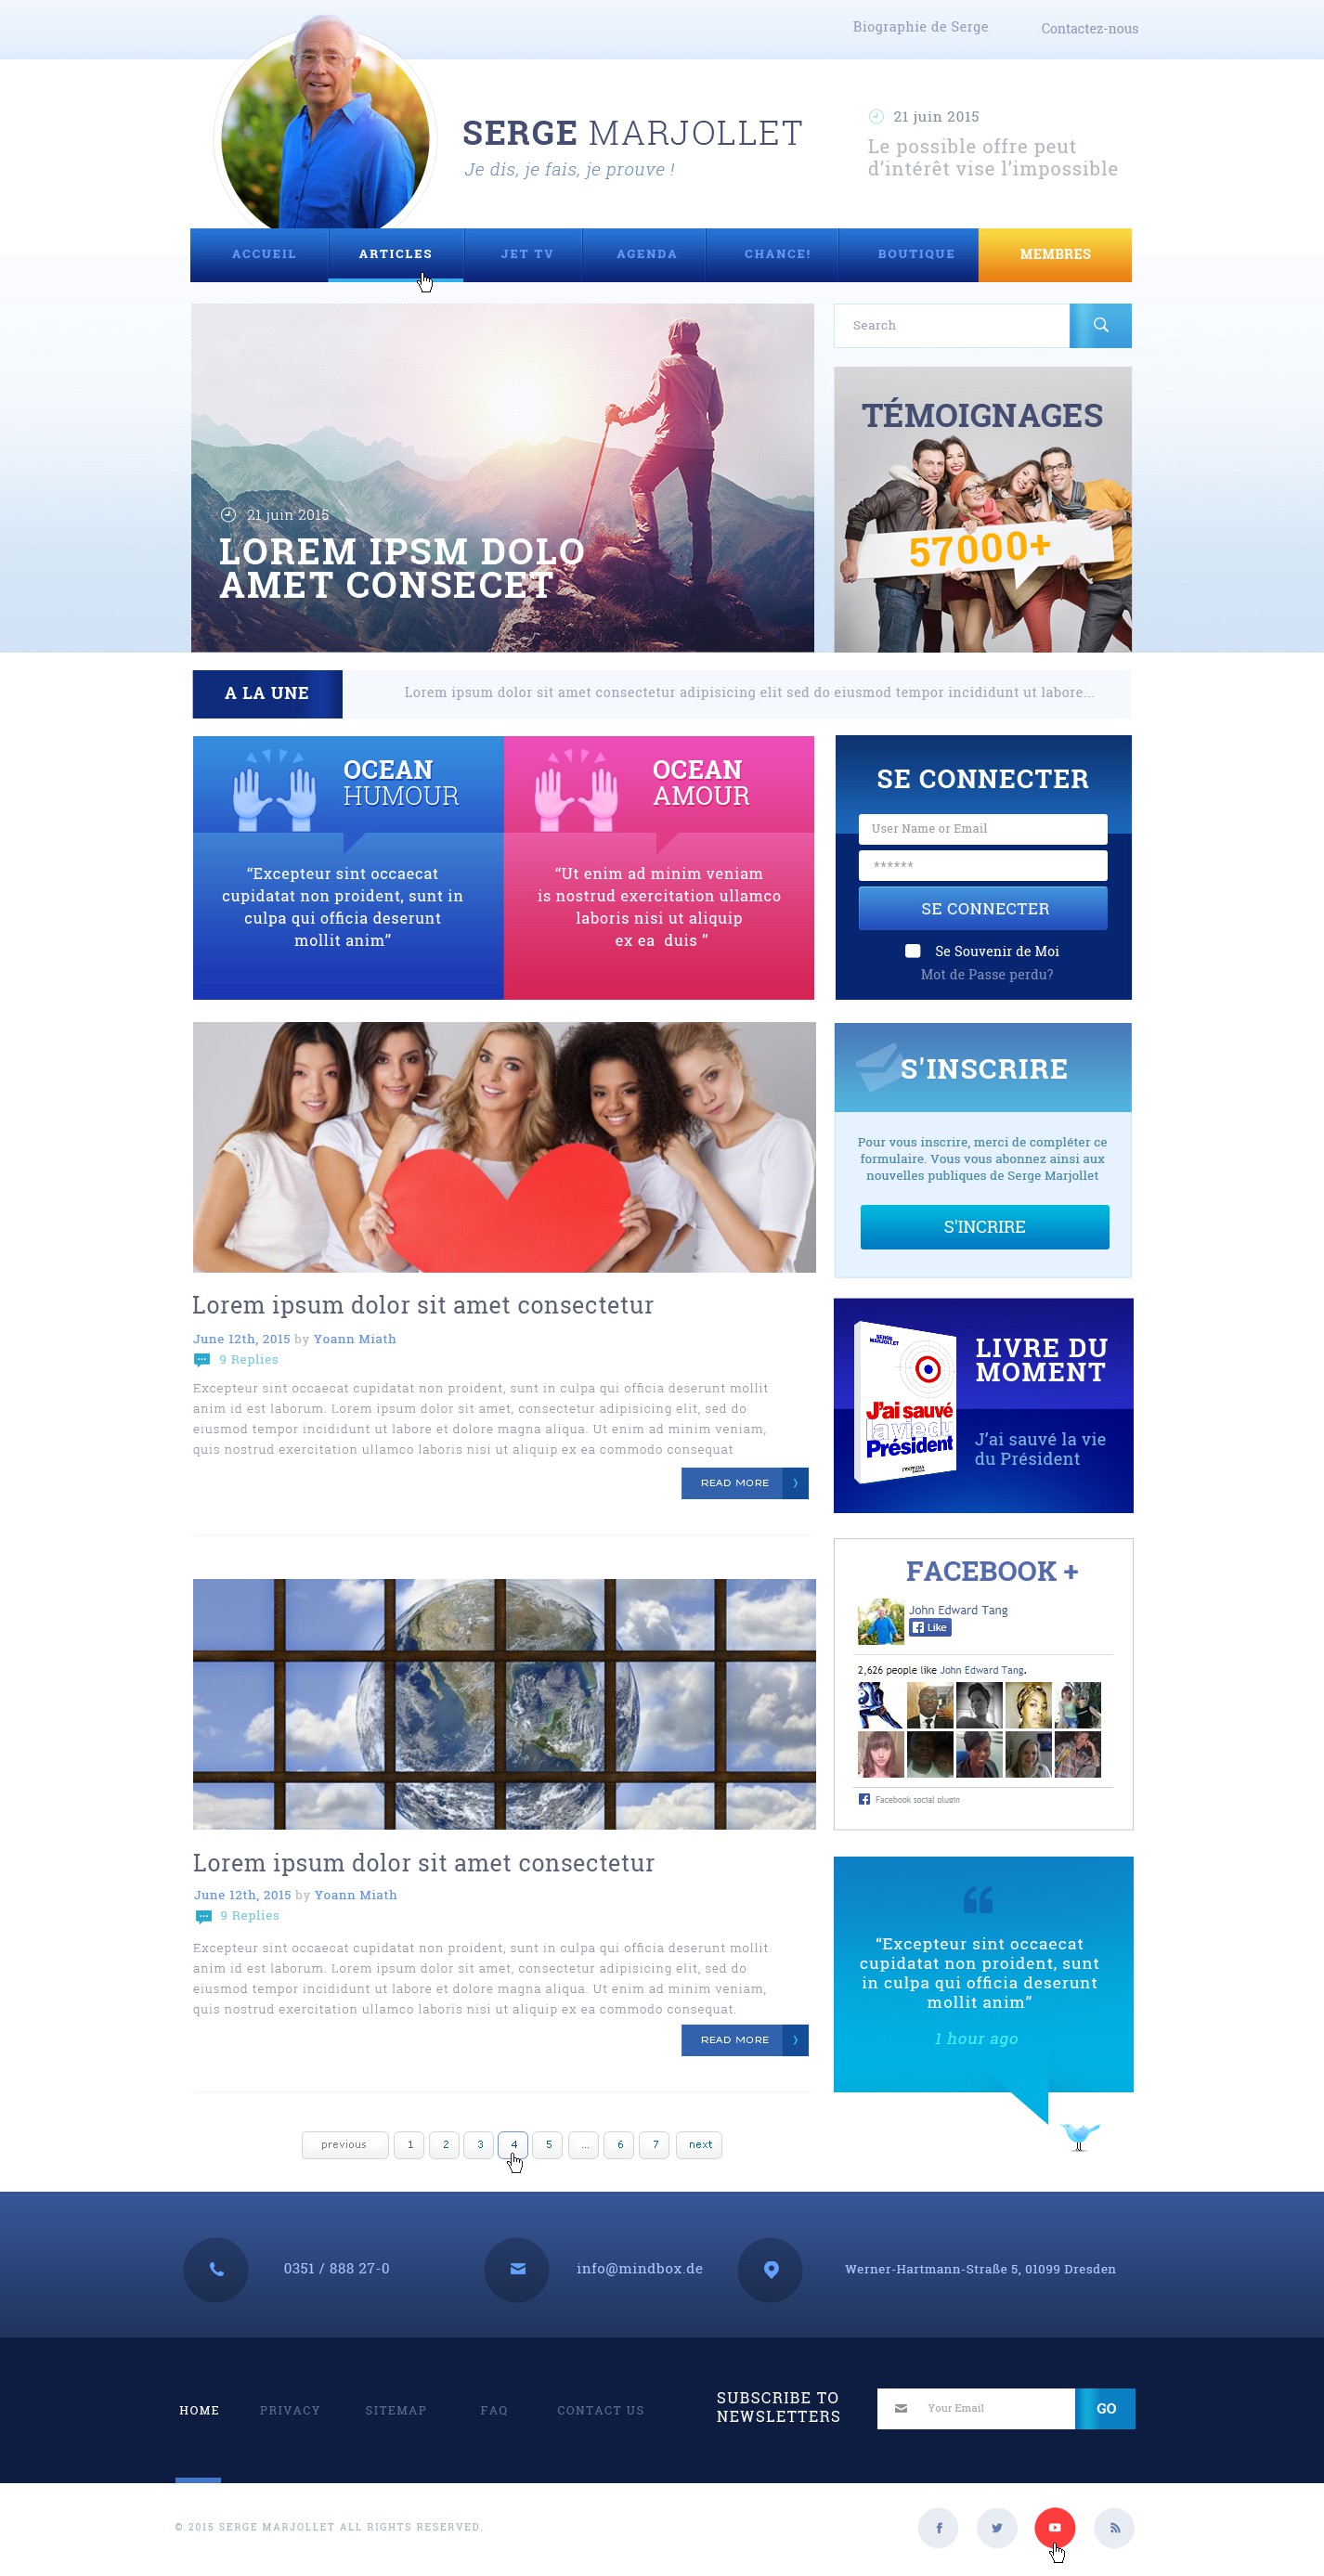 Biographie de Serge
Contactez-nous
SERGE MARJOLLET
Je dis, je fais, je prouve !
21 juin 2015
Le possible offre peut
d'intérêt vise l'impossible
ACCUEIL
ARTICLES
JET TV
AGENDA
CHANCE!
BOUTIQUE
MEMBRES
21 juin 2015
LOREM IPSM DOLO
AMET CONSECET
Search
TÉMOIGNAGES
57000+
A LA UNE
Lorem ipsum dolor sit amet consectetur adipisicing elit sed do eiusmod tempor incididunt ut labore...
OCEAN
HUMOUR
“Excepteur sint occaecat
cupidatat non proident, sunt in
culpa qui officia deserunt
mollit anim”
OCEAN
AMOUR
“Ut enim ad minim veniam
is nostrud exercitation ullamco
laboris nisi ut aliquip
ex ea duis ”
SE CONNECTER
User Name or Email
******
SE CONNECTER
Se Souvenir de Moi
Mot de Passe perdu?
S'INSCRIRE
Pour vous inscrire, merci de compléter ce
formulaire. Vous vous abonnez ainsi aux
nouvelles publiques de Serge Marjollet
S'INCRIRE
Lorem ipsum dolor sit amet consectetur
June 12th, 2015 by Yoann Miath
9 Replies
Excepteur sint occaecat cupidatat non proident, sunt in culpa qui officia deserunt mollit
anim id est laborum. Lorem ipsum dolor sit amet, consectetur adipisicing elit, sed do
eiusmod tempor incididunt ut labore et dolore magna aliqua. Ut enim ad minim veniam,
quis nostrud exercitation ullamco laboris nisi ut aliquip ex ea commodo consequat
READ MORE
SERGE
MARJOLLET
J'ai sauvé
la vie du
Président
LIVRE DU
MOMENT
J'ai sauvé la vie
du Président
FACEBOOK +
John Edward Tang
Like
2,626 people like John Edward Tang.
Facebook social plugin
Lorem ipsum dolor sit amet consectetur
June 12th, 2015 by Yoann Miath
9 Replies
Excepteur sint occaecat cupidatat non proident, sunt in culpa qui officia deserunt mollit
anim id est laborum. Lorem ipsum dolor sit amet, consectetur adipisicing elit, sed do
eiusmod tempor incididunt ut labore et dolore magna aliqua. Ut enim ad minim veniam,
quis nostrud exercitation ullamco laboris nisi ut aliquip ex ea commodo consequat.
READ MORE
“Excepteur sint occaecat
cupidatat non proident, sunt
in culpa qui officia deserunt
mollit anim”
1 hour ago
previous 1 2 3 4 5 ... 6 7 next
0351 / 888 27-0
info@mindbox.de
Werner-Hartmann-Straße 5, 01099 Dresden
HOME
PRIVACY
SITEMAP
FAQ
CONTACT US
SUBSCRIBE TO
NEWSLETTERS
Your Email
GO
© 2015 SERGE MARJOLLET ALL RIGHTS RESERVED.